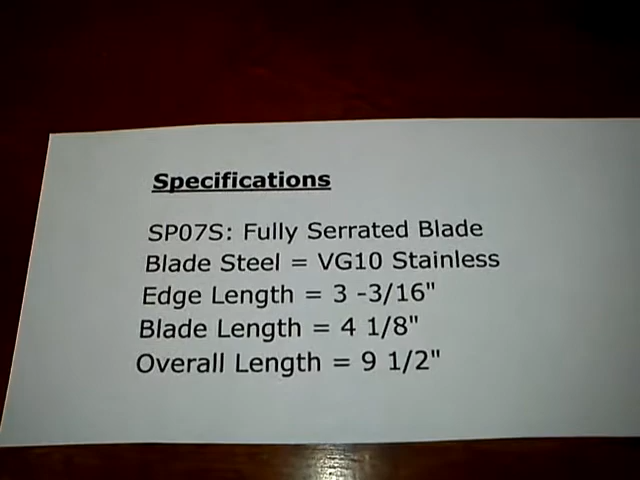 Specifications
SP07S: Fully Serrated Blade
Blade Steel = VG10 Stainless
Edge Length = 3 -3/16"
Blade Length = 4 1/8"
Overall Length = 9 1/2"